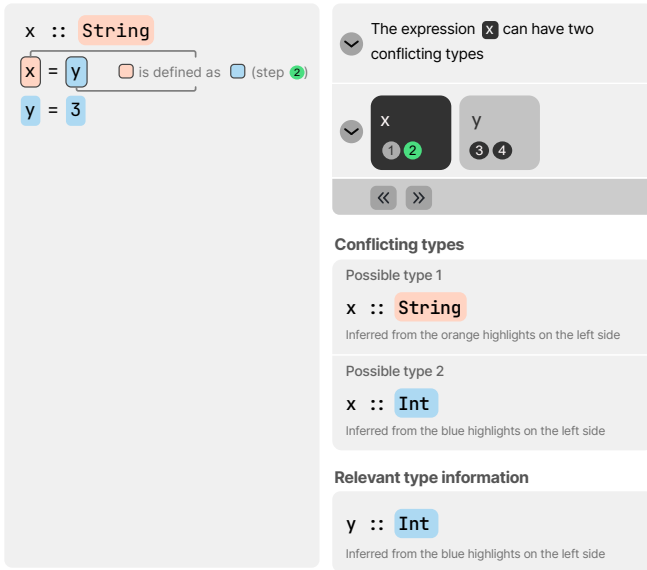 x :: String
x = y
is defined as (step 2)
y = 3
The expression x can have two
conflicting types
x
1 2
y
3 4
Conflicting types
Possible type 1
x :: String
Inferred from the orange highlights on the left side
Possible type 2
x :: Int
Inferred from the blue highlights on the left side
Relevant type information
y :: Int
Inferred from the blue highlights on the left side